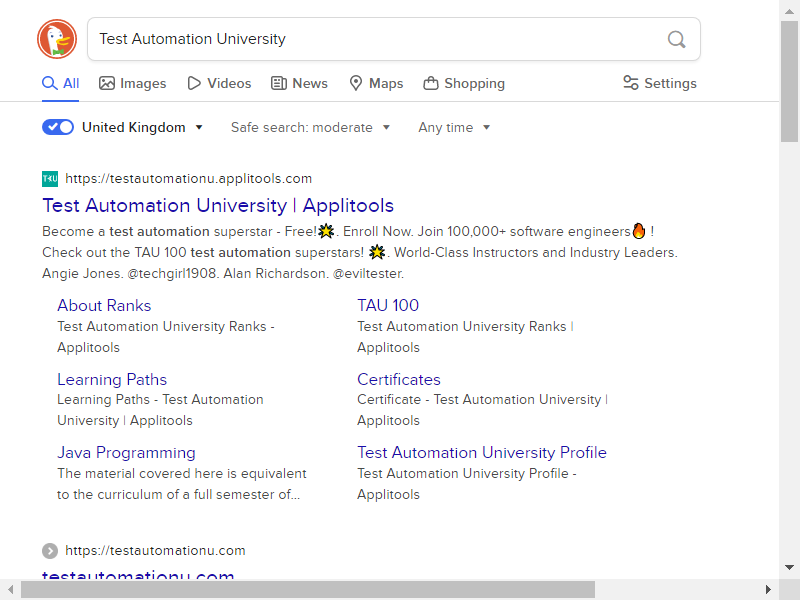 Test Automation University
All Images Videos News Maps Shopping Settings
United Kingdom Safe search: moderate Any time
TAU https://testautomationu.applitools.com
Test Automation University | Applitools
Become a test automation superstar - Free!🌟. Enroll Now. Join 100,000+ software engineers🔥 !
Check out the TAU 100 test automation superstars! 🌟. World-Class Instructors and Industry Leaders.
Angie Jones. @techgirl1908. Alan Richardson. @eviltester.
About Ranks
Test Automation University Ranks -
Applitools
TAU 100
Test Automation University Ranks |
Applitools
Learning Paths
Learning Paths - Test Automation
University | Applitools
Certificates
Certificate - Test Automation University |
Applitools
Java Programming
The material covered here is equivalent
to the curriculum of a full semester of...
Test Automation University Profile
Test Automation University Profile -
Applitools
https://testautomationu.com
testautomationu.com